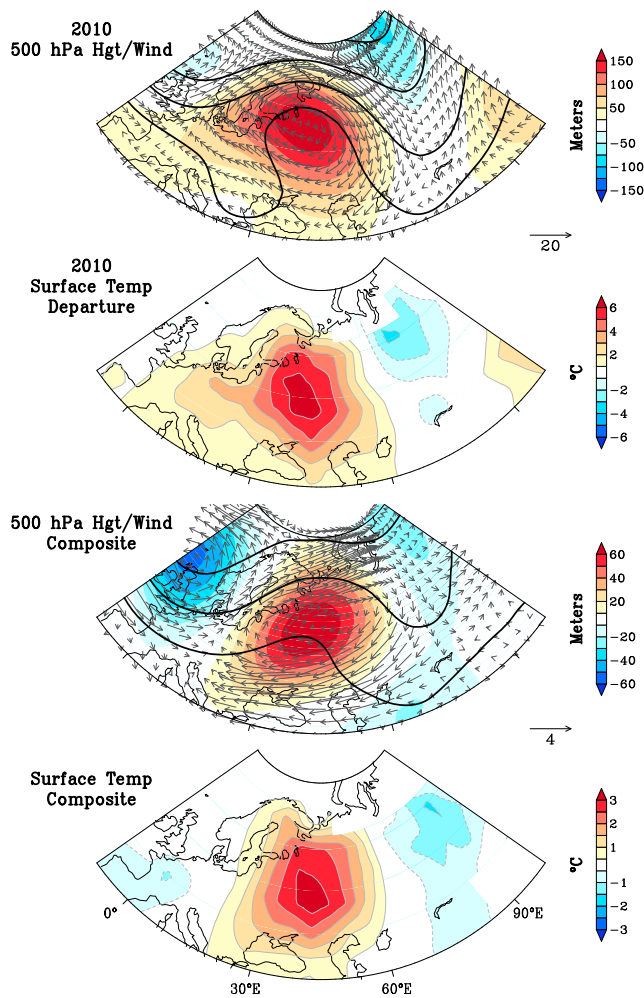 2010
500 hPa Hgt/Wind
150
100
50
-50
-100
-150
Meters
20
2010
Surface Temp
Departure
6
4
2
-2
-4
-6
°C
500 hPa Hgt/Wind
Composite
60
40
20
-20
-40
-60
Meters
4
Surface Temp
Composite
3
2
1
-1
-2
-3
°C
0°
90°E
30°E
60°E